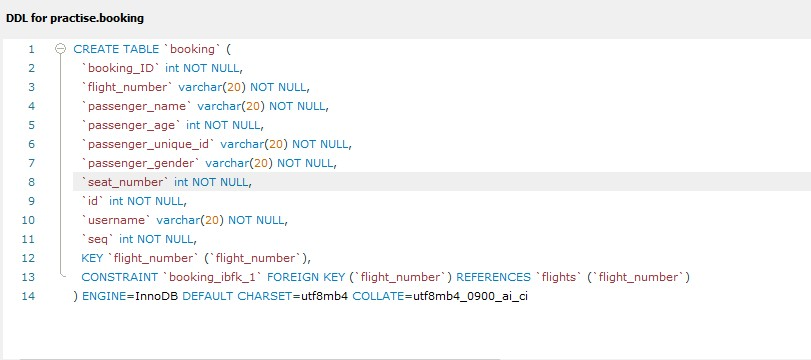 DDL for practise.booking
1 CREATE TABLE `booking` (
2 `booking_ID` int NOT NULL,
3 `flight_number` varchar(20) NOT NULL,
4 `passenger_name` varchar(20) NOT NULL,
5 `passenger_age` int NOT NULL,
6 `passenger_unique_id` varchar(20) NOT NULL,
7 `passenger_gender` varchar(20) NOT NULL,
8 `seat_number` int NOT NULL,
9 `id` int NOT NULL,
10 `username` varchar(20) NOT NULL,
11 `seq` int NOT NULL,
12 KEY `flight_number` (`flight_number`),
13 CONSTRAINT `booking_ibfk_1` FOREIGN KEY (`flight_number`) REFERENCES `flights` (`flight_number`)
14 ) ENGINE=InnoDB DEFAULT CHARSET=utf8mb4 COLLATE=utf8mb4_0900_ai_ci